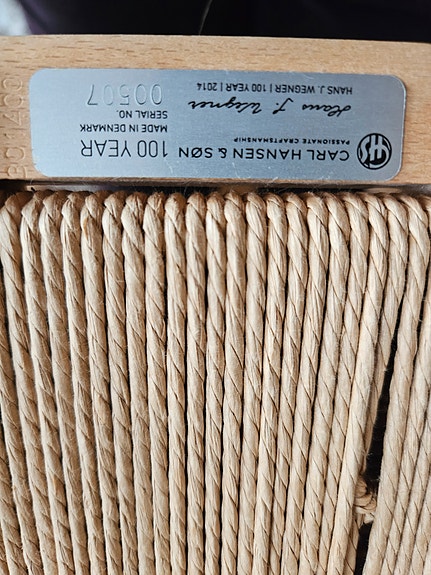 CARL HANSEN & SØN
PASSIONATE CRAFTSMANSHIP
Hans J. Wegner
HANS J. WEGNER | 100 YEAR | 2014
100 YEAR
MADE IN DENMARK
SERIAL NO.
00507